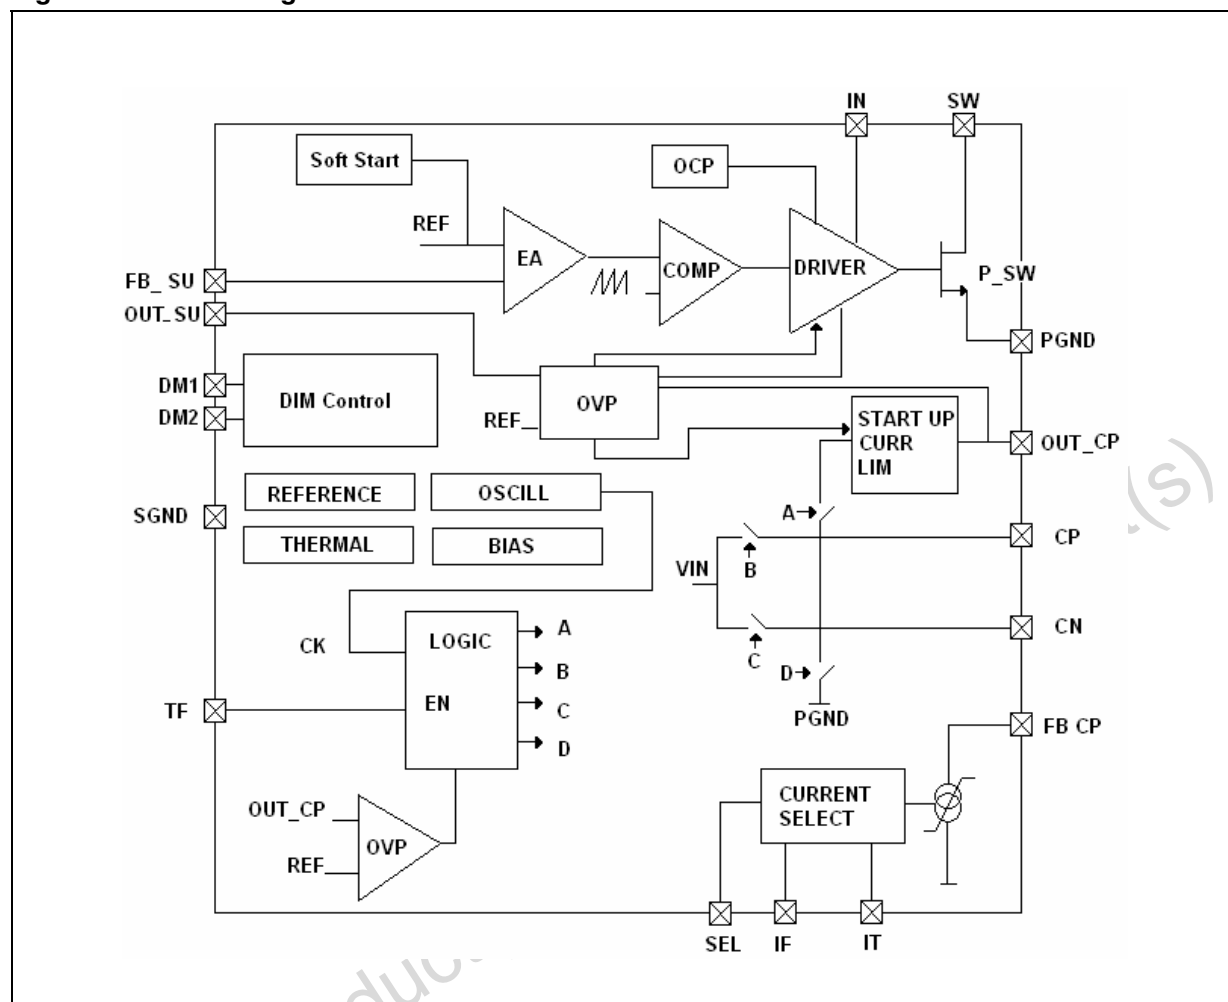 IN SW
Soft Start
OCP
REF
EA
COMP
DRIVER
P_SW
FB_ SU
OUT_SU
PGND
DM1
DM2
DIM Control
OVP
REF
START UP
CURR
LIM
OUT_CP
REFERENCE
OSCILL
SGND
THERMAL
BIAS
A
CP
VIN
B
CN
C
D
PGND
CK
LOGIC
EN
A
B
C
D
TF
FB CP
OUT_CP
REF
OVP
CURRENT
SELECT
SEL IF IT
(s)